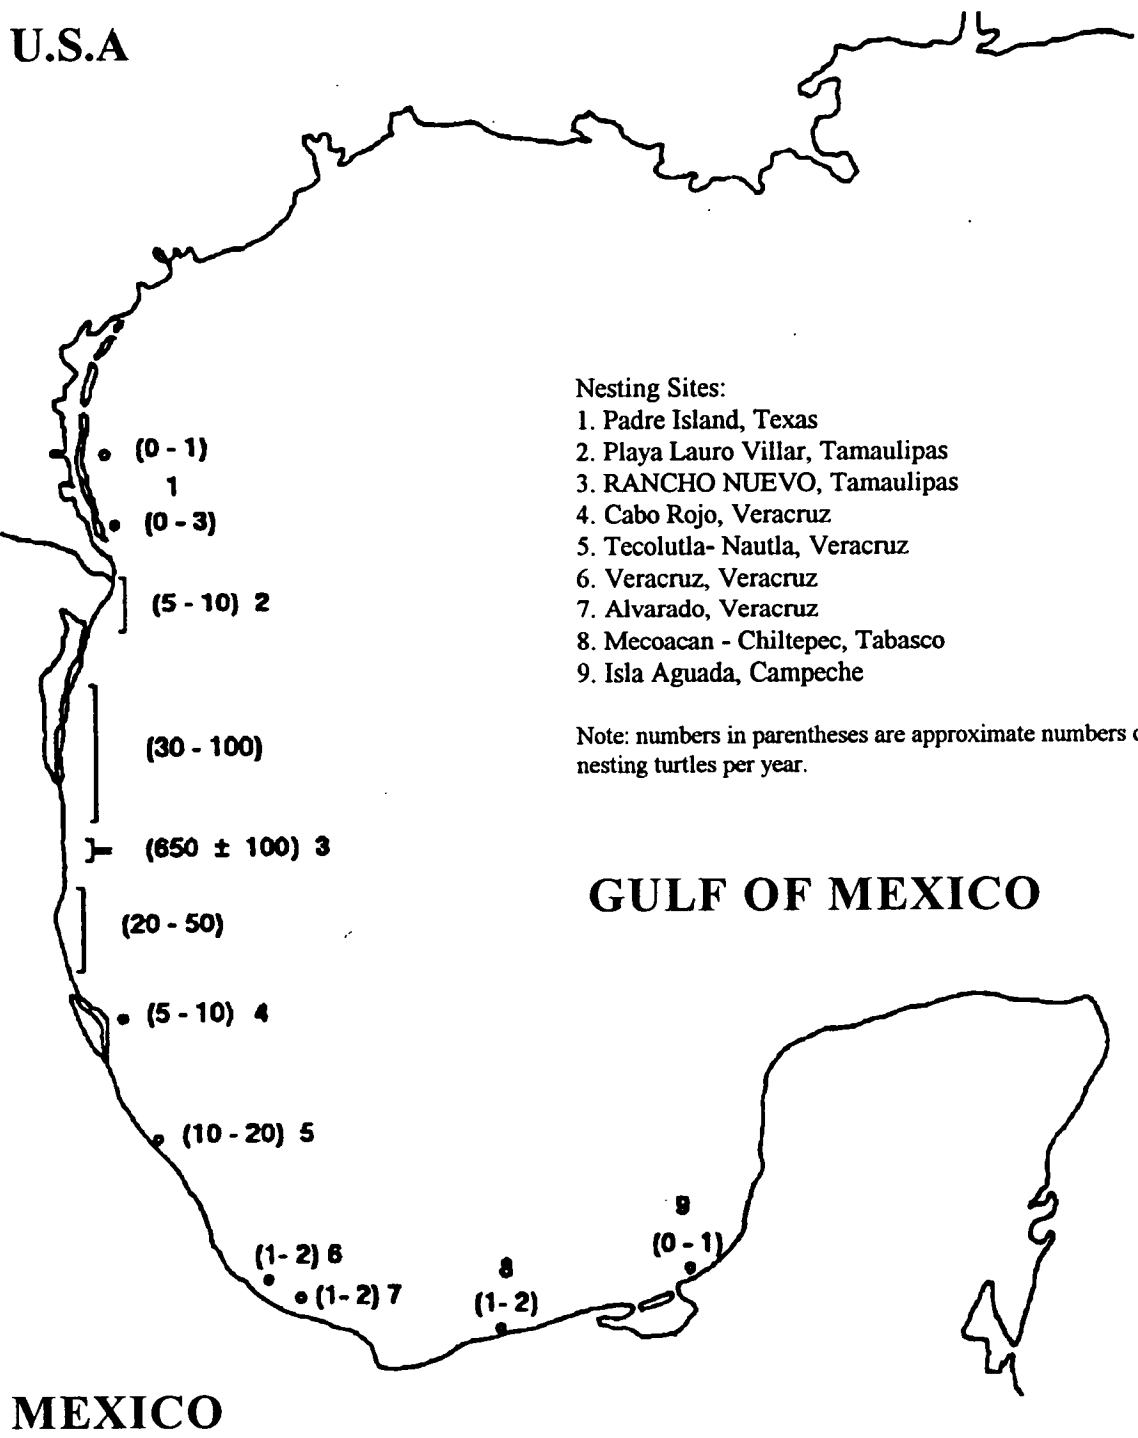 U.S.A
Nesting Sites:
1. Padre Island, Texas
2. Playa Lauro Villar, Tamaulipas
3. RANCHO NUEVO, Tamaulipas
4. Cabo Rojo, Veracruz
5. Tecolutla- Nautla, Veracruz
6. Veracruz, Veracruz
7. Alvarado, Veracruz
8. Mecoacan - Chiltepec, Tabasco
9. Isla Aguada, Campeche
Note: numbers in parentheses are approximate numbers
nesting turtles per year.
(0 - 1)
1
(0 - 3)
(5 - 10) 2
(30 - 100)
(650 ± 100) 3
GULF OF MEXICO
(20 - 50)
(5 - 10) 4
(10 - 20) 5
9
(0 - 1)
(1- 2) 6
8
(1- 2) 7
(1- 2)
MEXICO